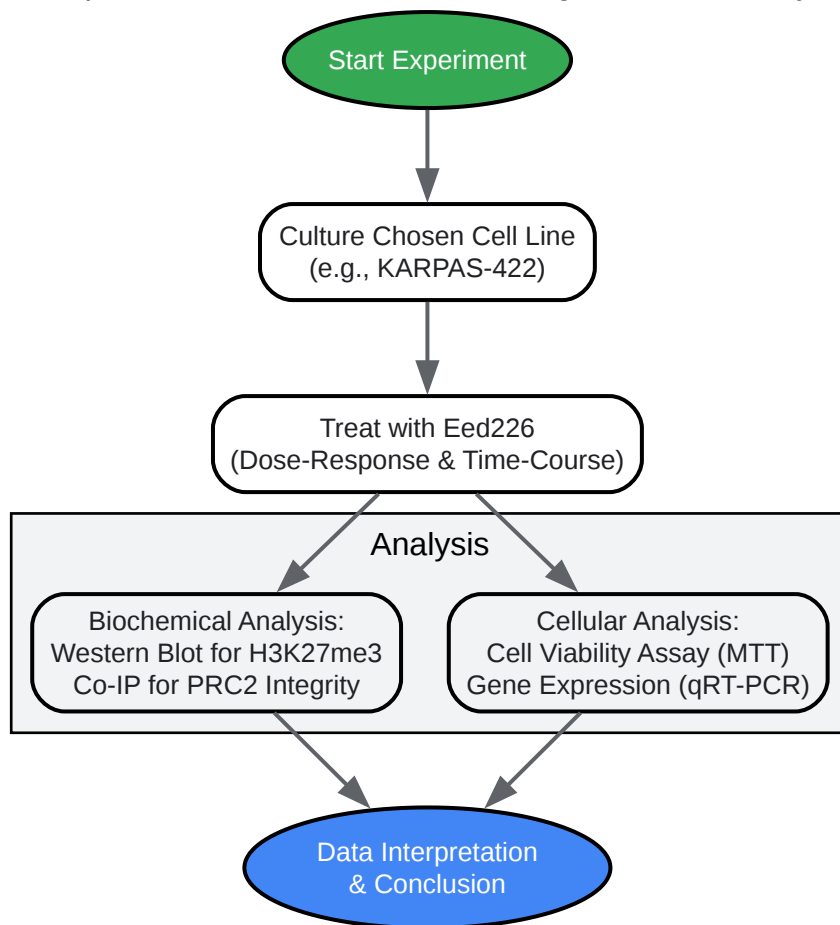 Start Experiment
Culture Chosen Cell Line
(e.g., KARPAS-422)
Treat with Eed226
(Dose-Response & Time-Course)
Analysis
Biochemical Analysis:
Western Blot for H3K27me3
Co-IP for PRC2 Integrity
Cellular Analysis:
Cell Viability Assay (MTT)
Gene Expression (qRT-PCR)
Data Interpretation
& Conclusion